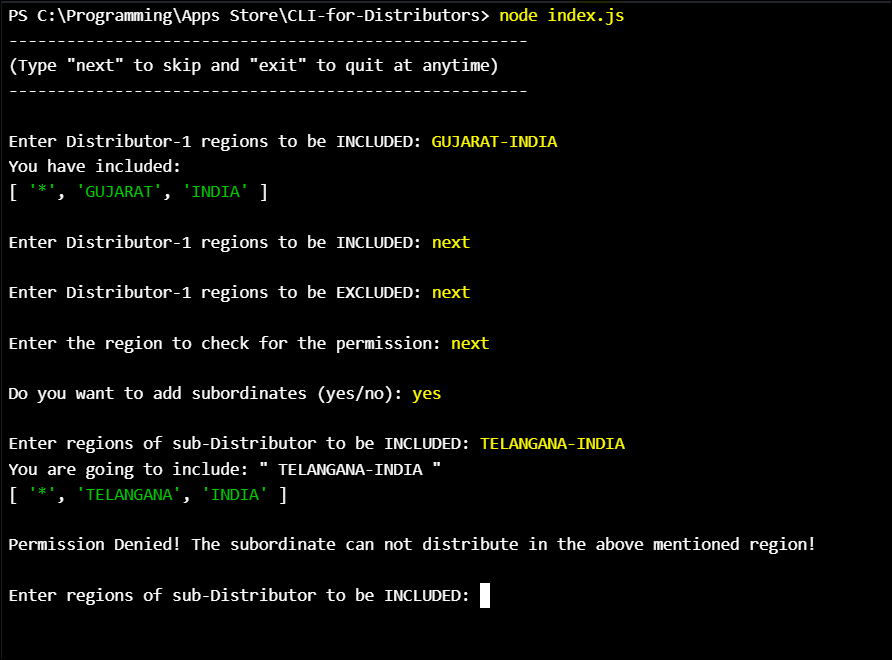 PS C:\Programming\Apps Store\CLI-for-Distributors> node index.js
------------------------------------------------------
(Type "next" to skip and "exit" to quit at anytime)
------------------------------------------------------
Enter Distributor-1 regions to be INCLUDED: GUJARAT-INDIA
You have included:
[ '*', 'GUJARAT', 'INDIA' ]
Enter Distributor-1 regions to be INCLUDED: next
Enter Distributor-1 regions to be EXCLUDED: next
Enter the region to check for the permission: next
Do you want to add subordinates (yes/no): yes
Enter regions of sub-Distributor to be INCLUDED: TELANGANA-INDIA
You are going to include: " TELANGANA-INDIA "
[ '*', 'TELANGANA', 'INDIA' ]
Permission Denied! The subordinate can not distribute in the above mentioned region!
Enter regions of sub-Distributor to be INCLUDED: